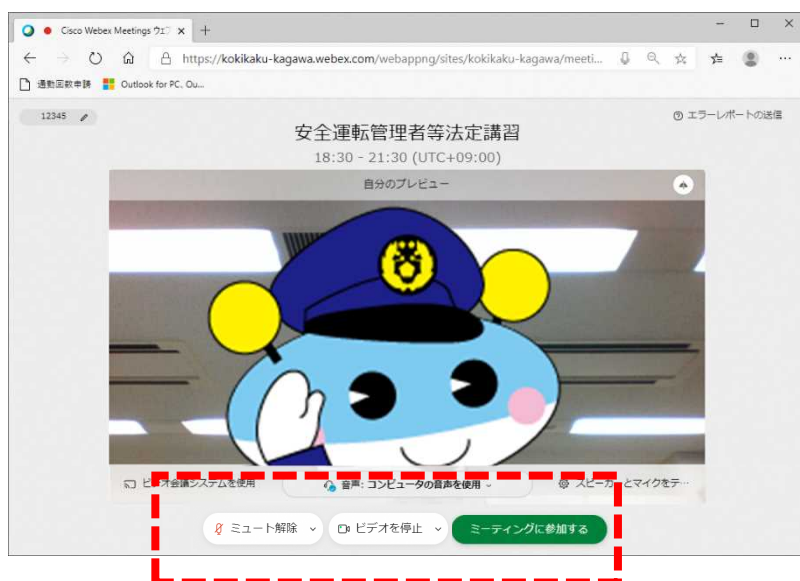 Cisco Webex Meetings ウェブ
https://kokikaku-kagawa.webex.com/webappng/sites/kokikaku-kagawa/meeti...
通勤回数申請
Outlook for PC, Ou...
12345
エラーレポートの送信
安全運転管理者等法定講習
18:30 - 21:30 (UTC+09:00)
自分のプレビュー
ビデオ会議システムを使用
音声: コンピュータの音声を使用
スピーカーとマイクをテ…
ミュート解除
ビデオを停止
ミーティングに参加する